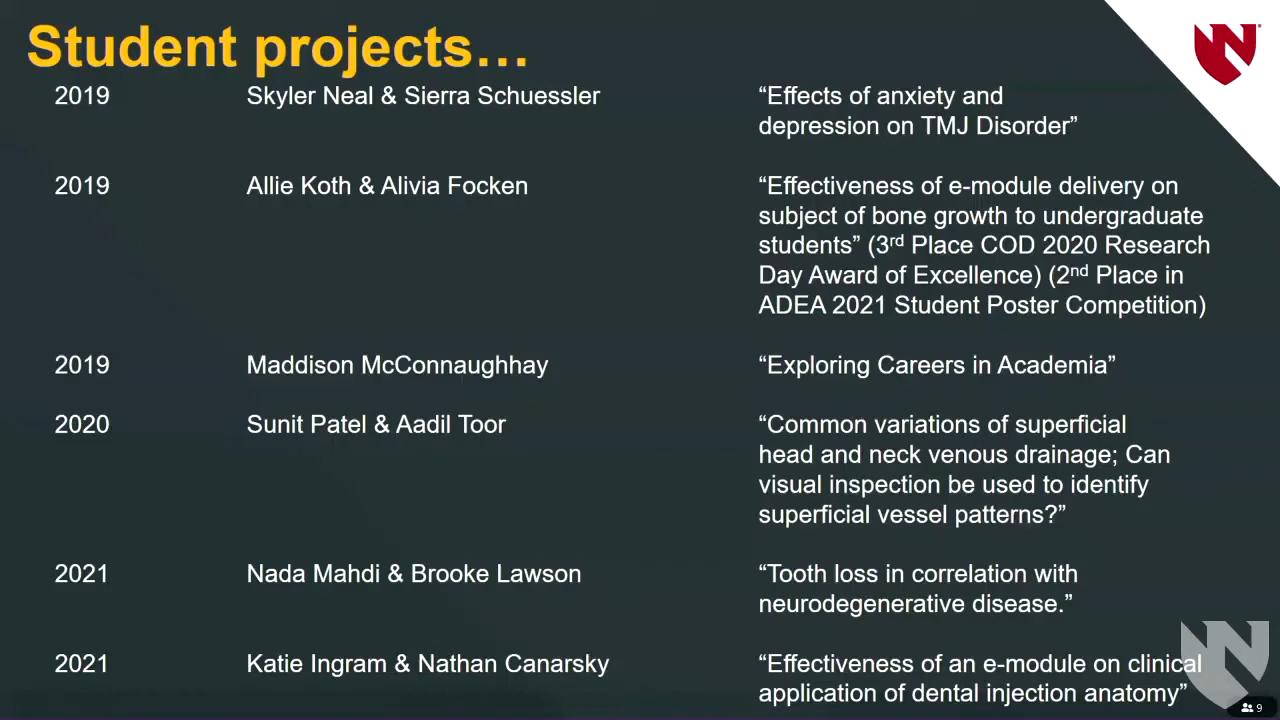 Student projects…
2019 Skyler Neal & Sierra Schuessler “Effects of anxiety and
depression on TMJ Disorder”
2019 Allie Koth & Alivia Focken “Effectiveness of e-module delivery on
subject of bone growth to undergraduate
students” (3rd Place COD 2020 Research
Day Award of Excellence) (2nd Place in
ADEA 2021 Student Poster Competition)
2019 Maddison McConnaughhay “Exploring Careers in Academia”
2020 Sunit Patel & Aadil Toor “Common variations of superficial
head and neck venous drainage; Can
visual inspection be used to identify
superficial vessel patterns?”
2021 Nada Mahdi & Brooke Lawson “Tooth loss in correlation with
neurodegenerative disease.”
2021 Katie Ingram & Nathan Canarsky “Effectiveness of an e-module on clinical
application of dental injection anatomy”
9